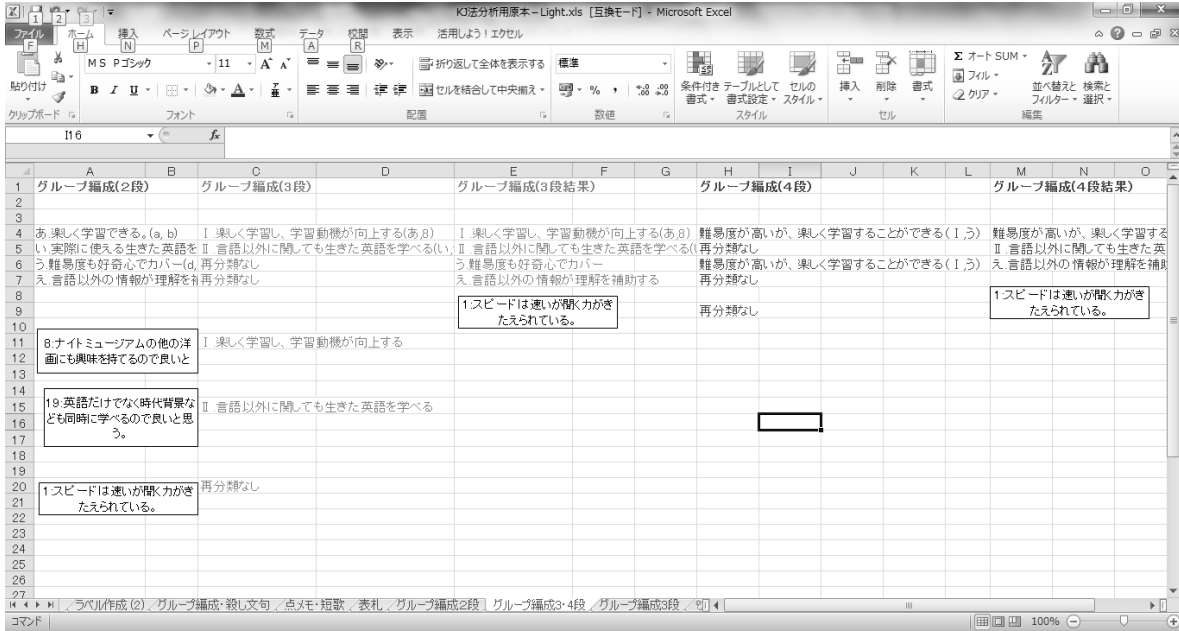 KJ法分析用原本-Light.xls [互換モード] - Microsoft Excel
1 2 3
ファイル ホーム 挿入 ページレイアウト 数式 データ 校閲 表示 活用しよう！エクセル
F H N P M A R
MS Pゴシック 11 折り返して全体を表示する 標準 Σ オートSUM
貼り付け B I U A セルを結合して中央揃え % , 条件付き書式 テーブルとして書式設定 セルのスタイル 挿入 削除 書式 フィル クリア 並べ替えとフィルター 検索と選択
クリップボード フォント 配置 数値 スタイル セル 編集
I16 fx
A B C D E F G H I J K L M N O
1 グループ編成(2段) グループ編成(3段) グループ編成(3段結果) グループ編成(4段) グループ編成(4段結果)
2
3
4 あ.楽しく学習できる。(a, b) Ⅰ.楽しく学習し、学習動機が向上する(あ,8) Ⅰ.楽しく学習し、学習動機が向上する(あ,8) 難易度が高いが、楽しく学習することができる(Ⅰ,う) 難易度が高いが、楽しく学習する
5 い.実際に使える生きた英語を Ⅱ.言語以外に関しても生きた英語を学べる(い, Ⅱ.言語以外に関しても生きた英語を学べる( 再分類なし Ⅱ.言語以外に関しても生きた英
6 う.難易度も好奇心でカバー(d, 再分類なし う.難易度も好奇心でカバー 難易度が高いが、楽しく学習することができる(Ⅰ,う) え.言語以外の情報が理解を補助
7 え.言語以外の情報が理解を 再分類なし え.言語以外の情報が理解を補助する 再分類なし
8 1:スピードは速いが聞く力がき 1:スピードは速いが聞く力がき
9 たえられている。 再分類なし たえられている。
10
11 8:ナイトミュージアムの他の洋 Ⅰ.楽しく学習し、学習動機が向上する
12 画にも興味を持てるので良いと
13
14
15 19:英語だけでなく時代背景な Ⅱ.言語以外に関しても生きた英語を学べる
16 ども同時に学べるので良いと思
17 う。
18
19
20 1:スピードは速いが聞く力がき 再分類なし
21 たえられている。
22
23
24
25
26
27
ラベル作成 (2) グループ編成・殺し文句 点メモ・短歌 表札 グループ編成2段 グループ編成3・4段 グループ編成3段
コマンド 100%